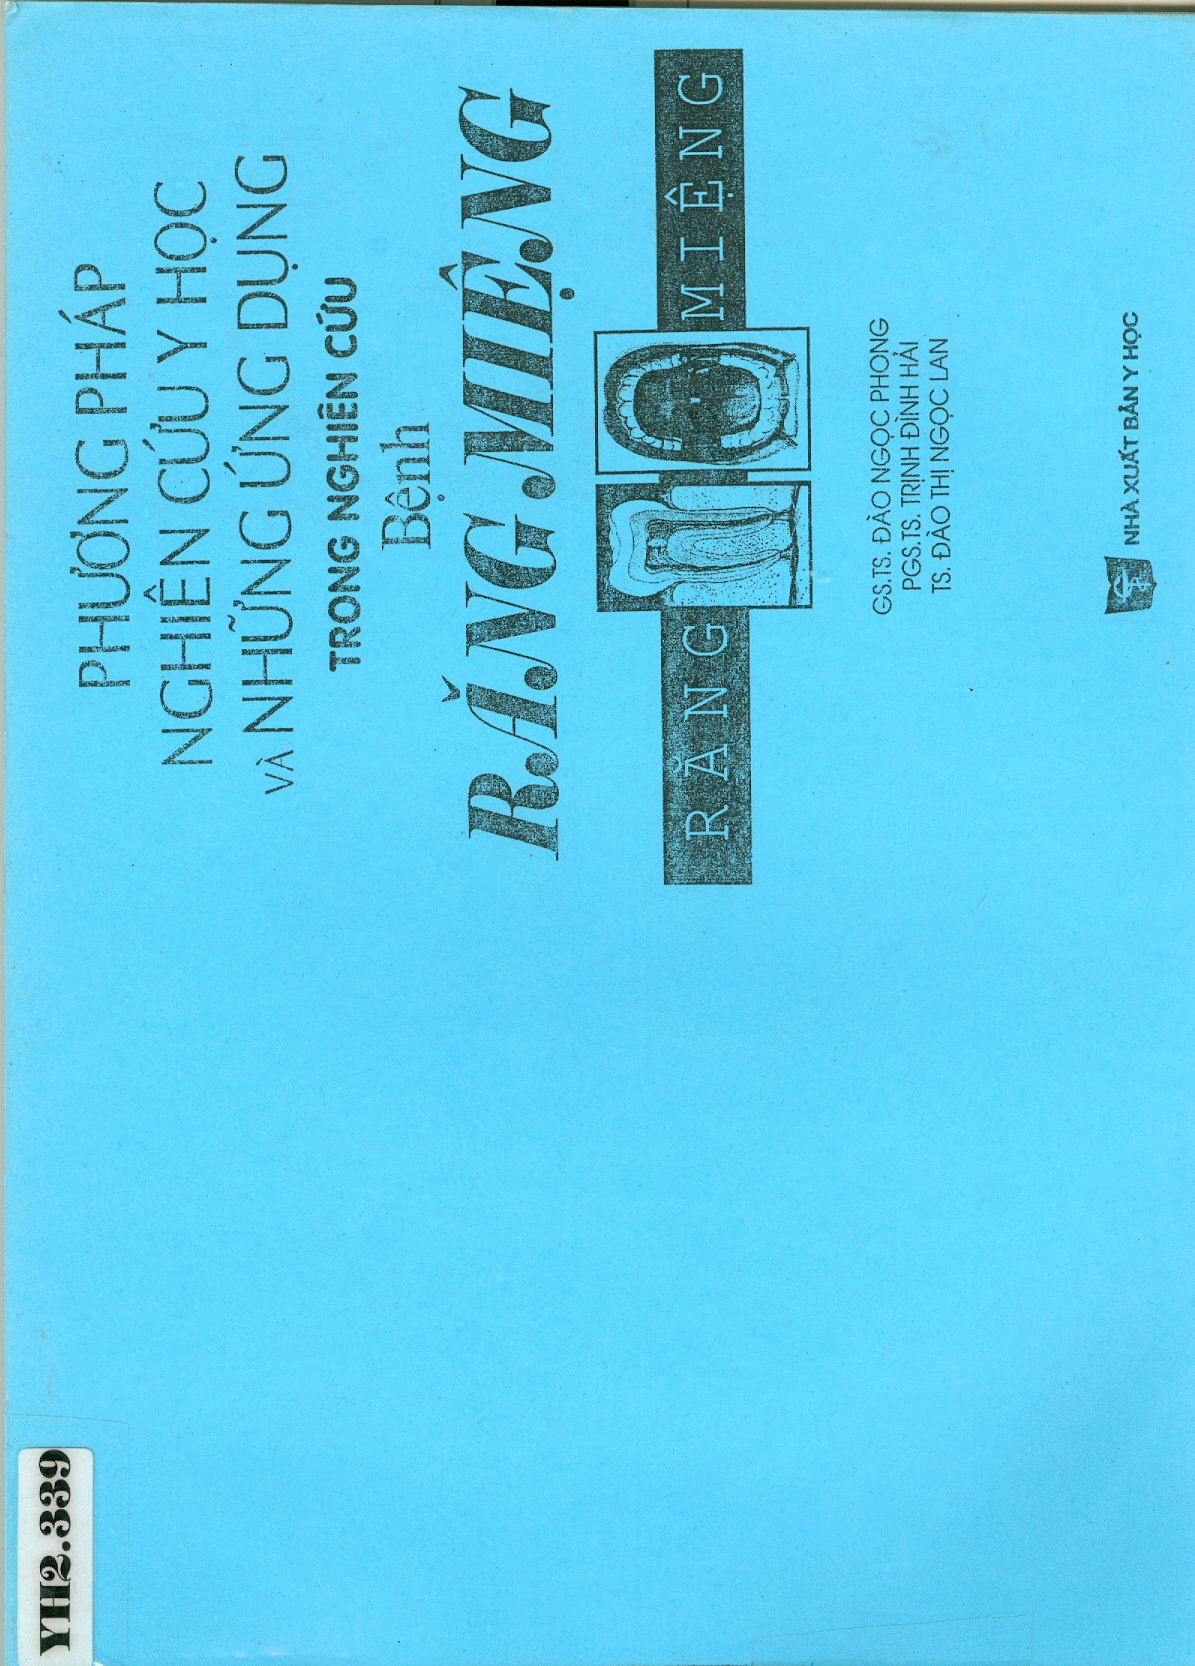 PHƯƠNG PHÁP
NGHIÊN CỨU Y HỌC
VÀ NHỮNG ỨNG DỤNG
TRONG NGHIÊN CỨU
Bệnh
RĂNG MIỆNG
RĂNG MIỆNG
GS.TS. ĐÀO NGỌC PHONG
PGS.TS. TRỊNH ĐÌNH HẢI
TS. ĐÀO THỊ NGỌC LAN
NHÀ XUẤT BẢN Y HỌC
YH2.339